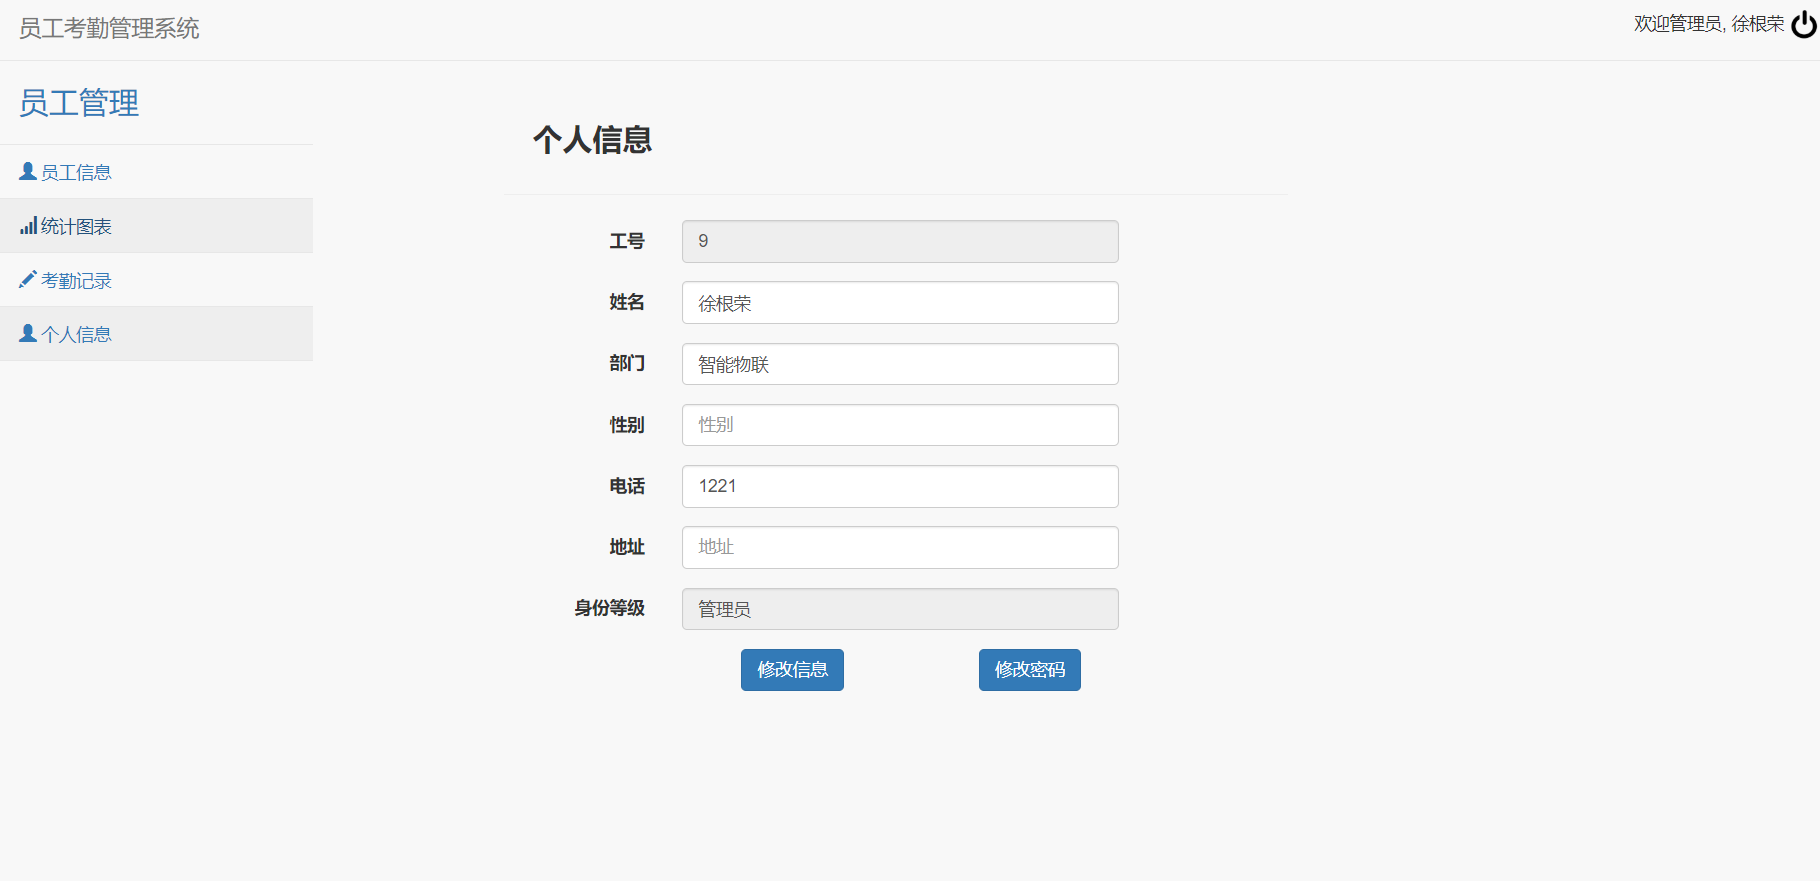 员工考勤管理系统
欢迎管理员, 徐根荣
员工管理
员工信息
统计图表
考勤记录
个人信息
个人信息
工号 9
姓名 徐根荣
部门 智能物联
性别 性别
电话 1221
地址 地址
身份等级 管理员
修改信息 修改密码